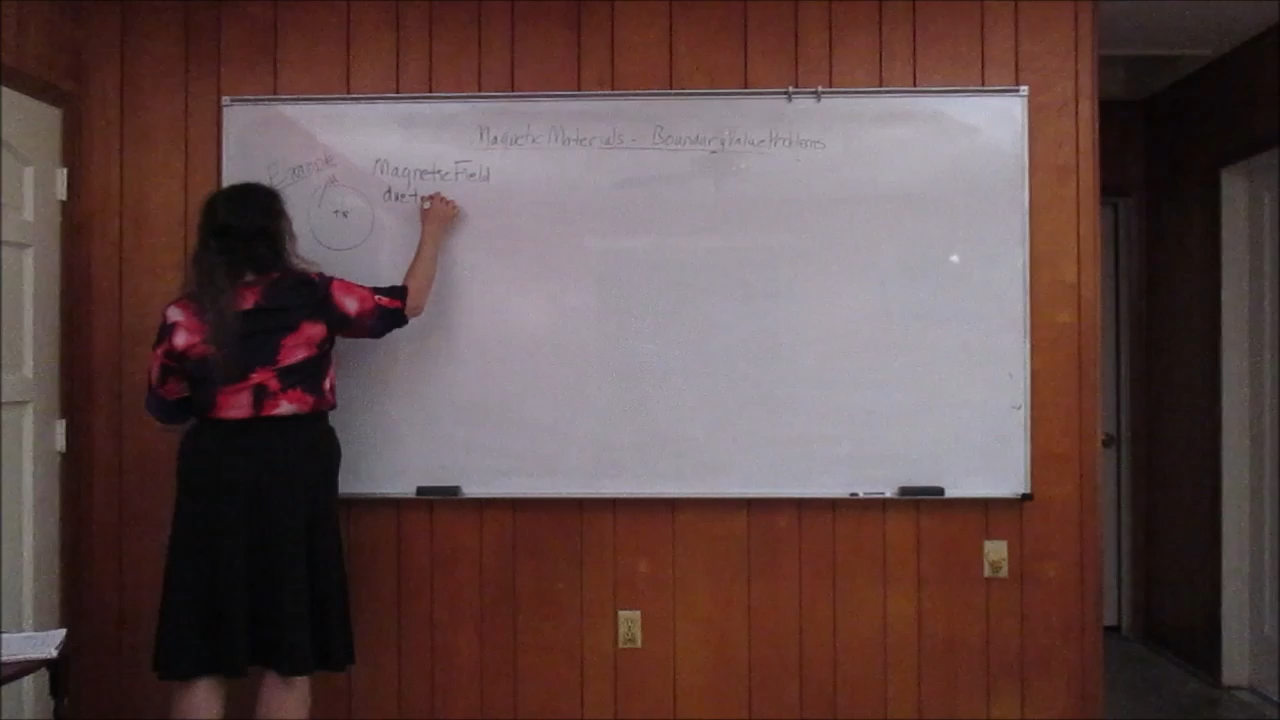 Magnetic Materials - Boundary Value Problems
Example
Magnetic Field
due to